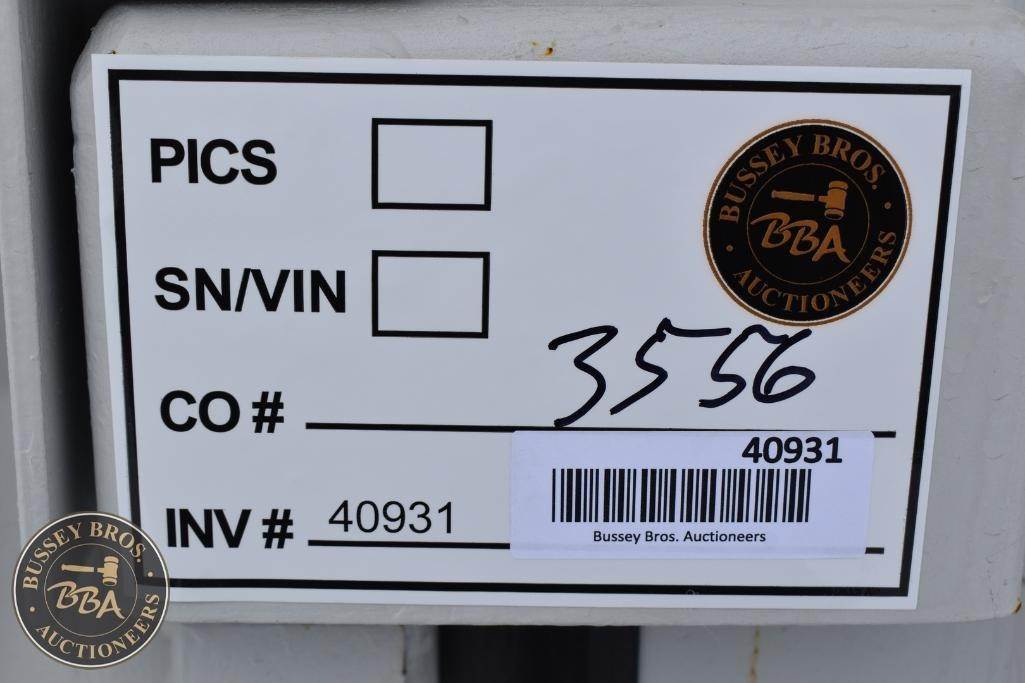 PICS
BUSSEY BROS.
BBA
AUCTIONEERS
SN/VIN
3556
CO #
40931
INV # 40931
Bussey Bros. Auctioneers
BUSSEY BROS.
BBA
AUCTIONEERS